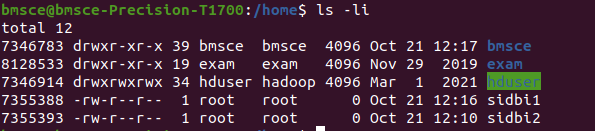 bmsce@bmsce-Precision-T1700:/home$ ls -li
total 12
7346783 drwxr-xr-x 39 bmsce  bmsce  4096 Oct 21 12:17 bmsce
8128533 drwxr-xr-x 19 exam   exam   4096 Nov 29  2019 exam
7346914 drwxrwxrwx 34 hduser hadoop 4096 Mar  1  2021 hduser
7355388 -rw-r--r--  1 root   root      0 Oct 21 12:16 sidbi1
7355393 -rw-r--r--  1 root   root      0 Oct 21 12:10 sidbi2